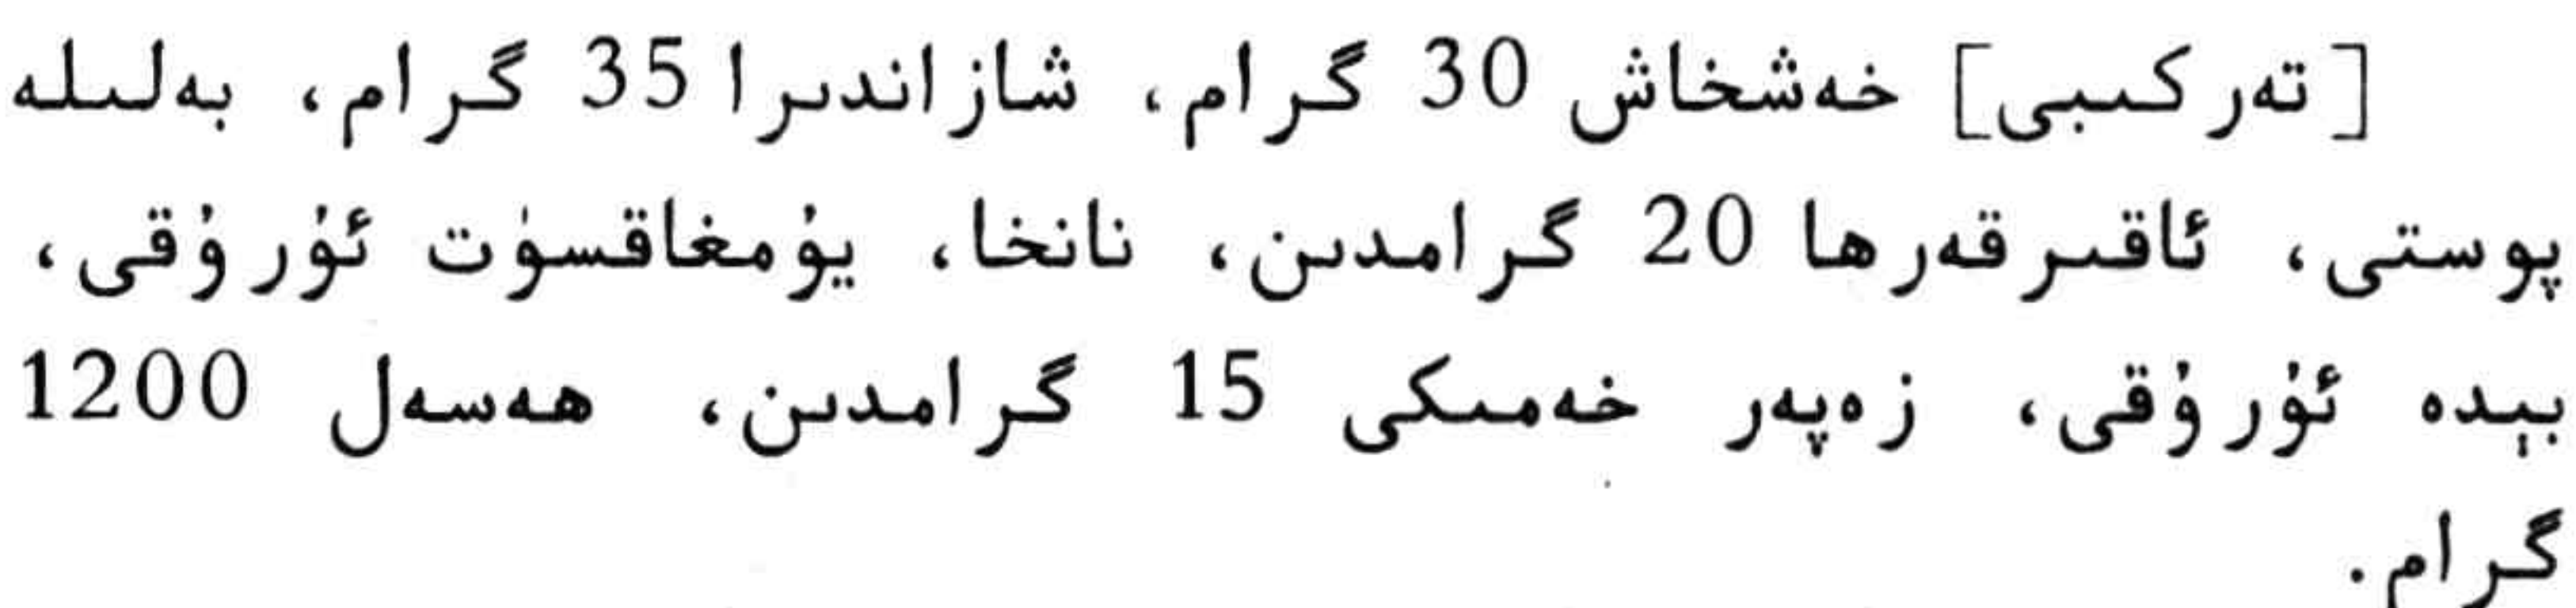 [تەركىبى] خەشخاش 30 گرام، شازاندىرا 35 گرام، بەلىلە
پوستى، ئاقىرقەرھا 20 گرامدىن، نانخا، يۇمغاقسۈت ئۇرۇقى،
بېدە ئۇرۇقى، زەپەر خەمىكى 15 گرامدىن، ھەسەل 1200
گرام.